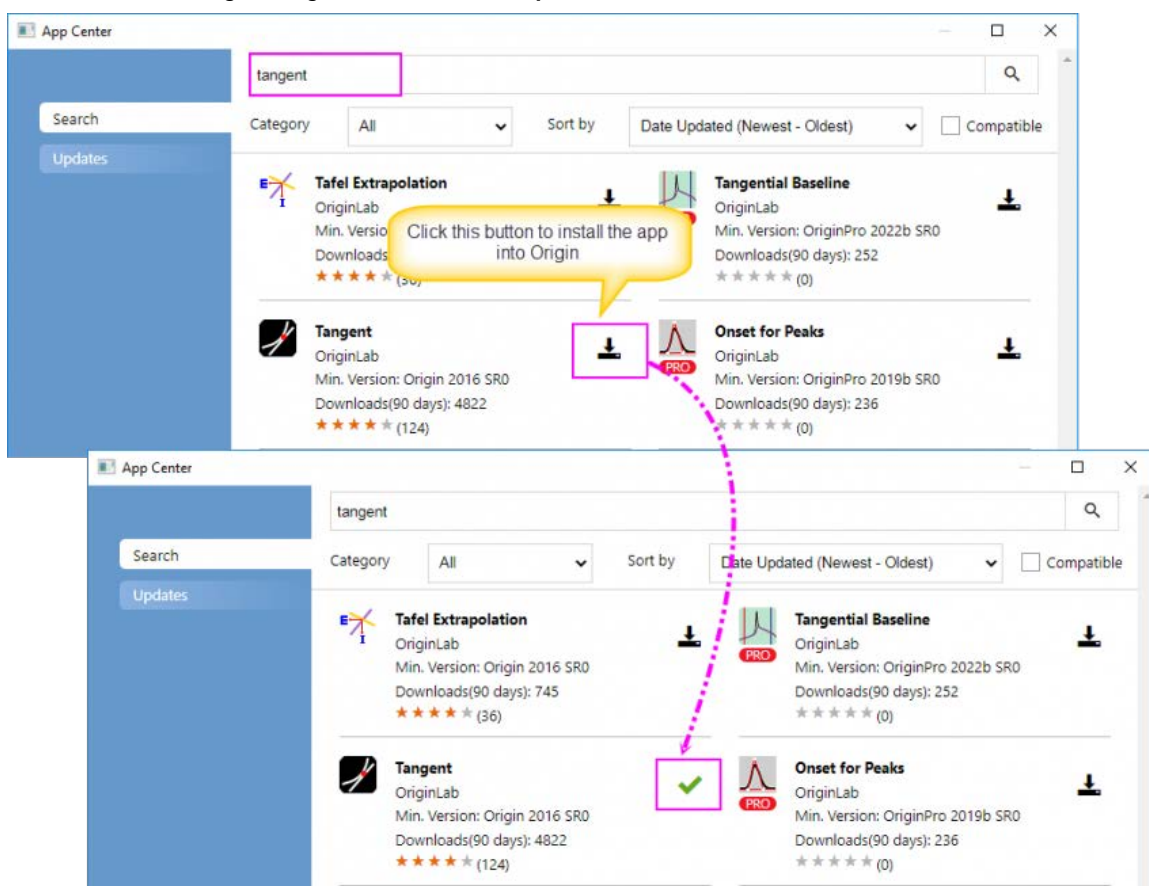 App Center
tangent
Search
Updates
Category All Sort by Date Updated (Newest - Oldest) Compatible
Tafel Extrapolation
OriginLab
Min. Versio
Downloads
(36)
Tangential Baseline
OriginLab
Min. Version: OriginPro 2022b SR0
Downloads(90 days): 252
(0)
Click this button to install the app
into Origin
Tangent
OriginLab
Min. Version: Origin 2016 SR0
Downloads(90 days): 4822
(124)
Onset for Peaks
PRO
OriginLab
Min. Version: OriginPro 2019b SR0
Downloads(90 days): 236
(0)
App Center
tangent
Search
Updates
Category All Sort by Date Updated (Newest - Oldest) Compatible
E
I
Tafel Extrapolation
OriginLab
Min. Version: Origin 2016 SR0
Downloads(90 days): 745
(36)
Tangential Baseline
PRO
OriginLab
Min. Version: OriginPro 2022b SR0
Downloads(90 days): 252
(0)
Tangent
OriginLab
Min. Version: Origin 2016 SR0
Downloads(90 days): 4822
(124)
Onset for Peaks
PRO
OriginLab
Min. Version: OriginPro 2019b SR0
Downloads(90 days): 236
(0)